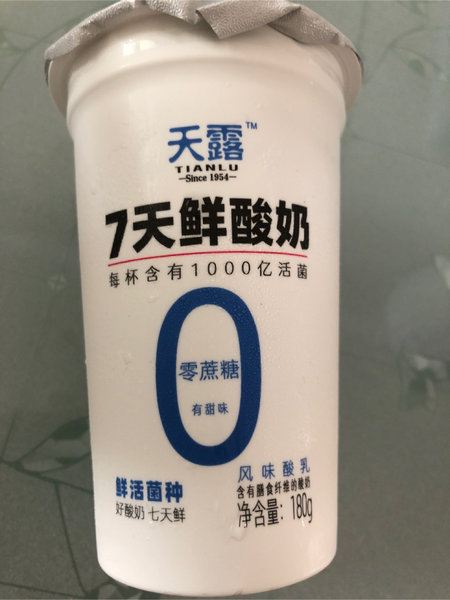 天露™
TIANLU
—Since 1954—
7天鲜酸奶
每杯含有1000亿活菌
0
零蔗糖
有甜味
鲜活菌种
好酸奶 七天鲜
风味酸乳
含有膳食纤维的酸奶
净含量：180g